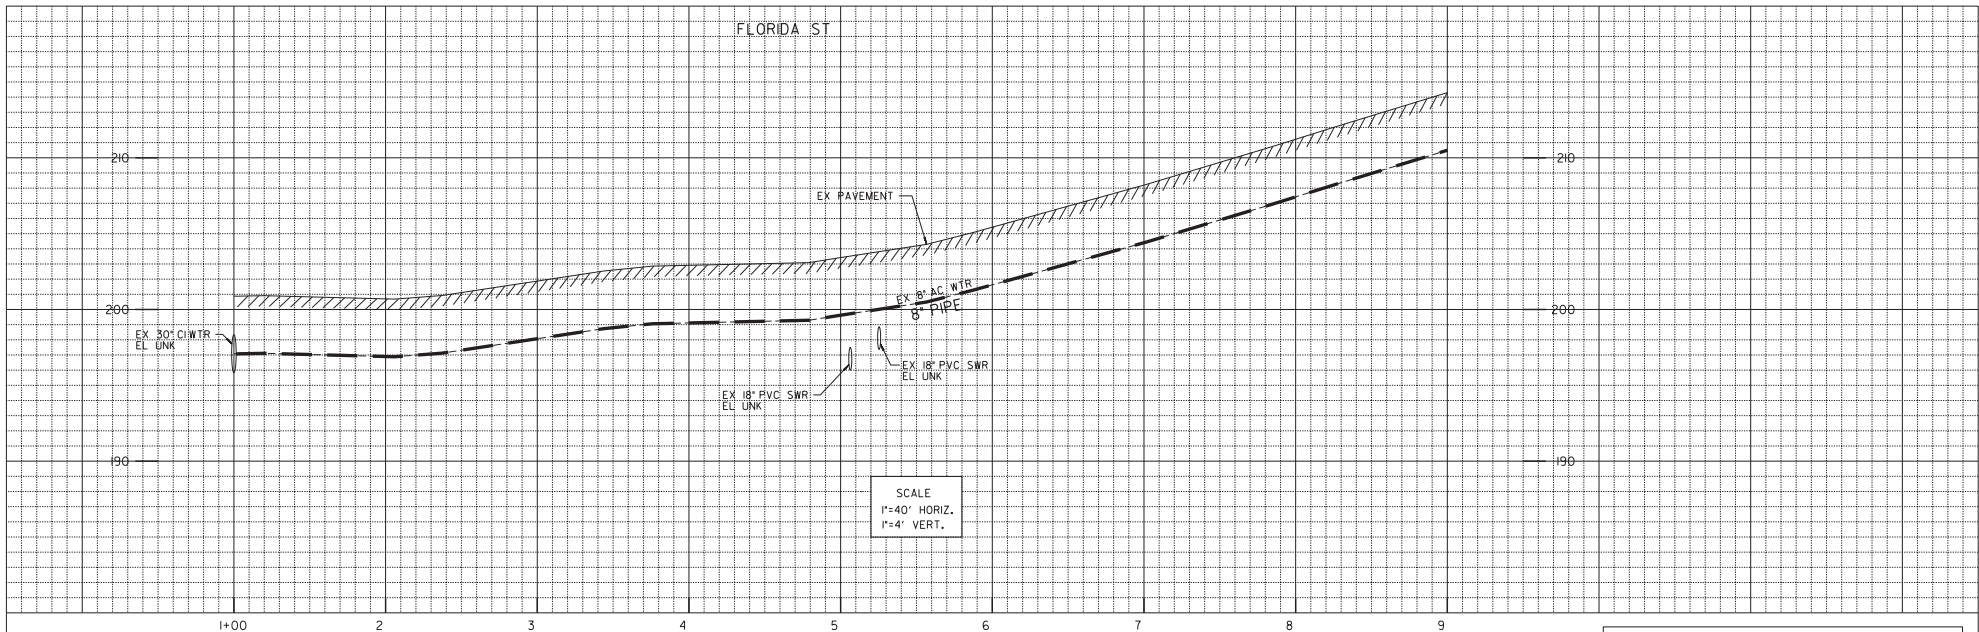 FLORIDA ST
210
210
EX PAVEMENT
200
200
EX 8" AC WTR
8" PIPE
EX 30" CI WTR
EL UNK
EX 18" PVC SWR
EL UNK
EX 18" PVC SWR
EL UNK
190
190
SCALE
1"=40' HORIZ.
1"=4' VERT.
1+00 2 3 4 5 6 7 8 9